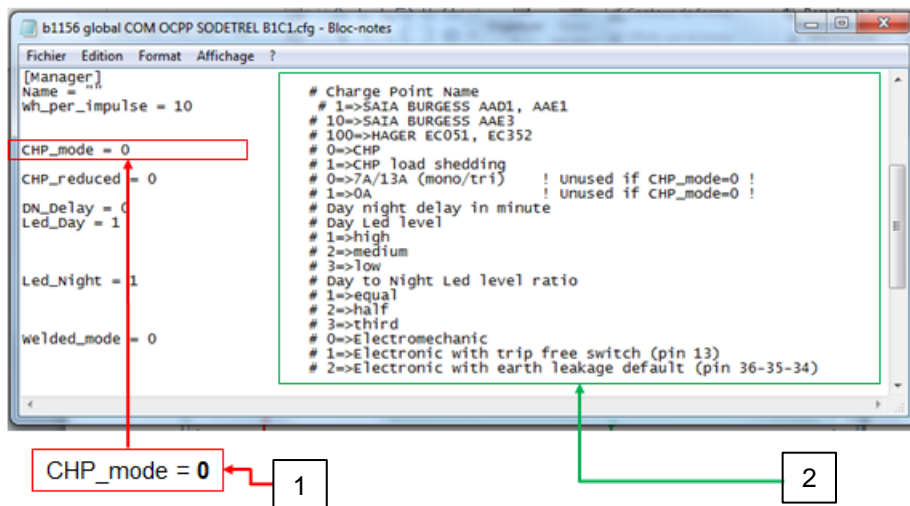 b1156 global COM OCPP SODETREL B1C1.cfg - Bloc-notes
Fichier Edition Format Affichage ?
[Manager]
Name = "" # Charge Point Name
Wh_per_impulse = 10 # 1=>SAIA BURGESS AAD1, AAE1
# 10=>SAIA BURGESS AAE3
# 100=>HAGER EC051, EC352
CHP_mode = 0 # 0=>CHP
# 1=>CHP load shedding
CHP_reduced = 0 # 0=>7A/13A (mono/tri) ! Unused if CHP_mode=0 !
# 1=>0A ! Unused if CHP_mode=0 !
DN_Delay = 0 # Day night delay in minute
Led_Day = 1 # Day Led level
# 1=>high
# 2=>medium
# 3=>low
Led_Night = 1 # Day to Night Led level ratio
# 1=>equal
# 2=>half
# 3=>third
Welded_mode = 0 # 0=>Electromechanic
# 1=>Electronic with trip free switch (pin 13)
# 2=>Electronic with earth leakage default (pin 36-35-34)
CHP_mode = 0
1
2